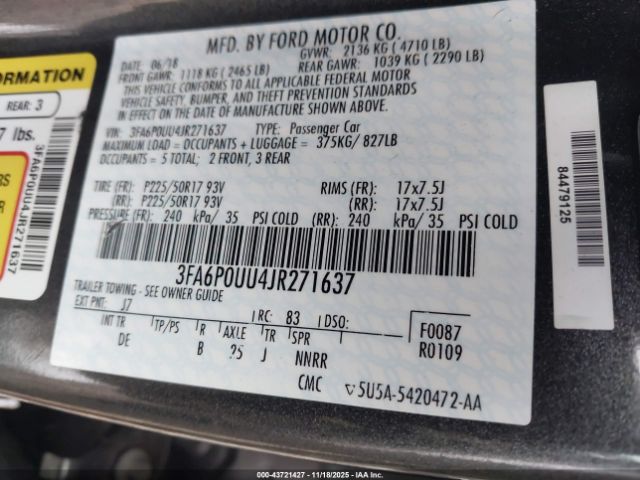 MFD. BY FORD MOTOR CO.
DATE: 06/18
GVWR: 2136 KG ( 4710 LB)
FRONT GAWR: 1118 KG ( 2465 LB)
REAR GAWR: 1039 KG ( 2290 LB)
THIS VEHICLE CONFORMS TO ALL APPLICABLE FEDERAL MOTOR
VEHICLE SAFETY, BUMPER, AND THEFT PREVENTION STANDARDS
IN EFFECT ON THE DATE OF MANUFACTURE SHOWN ABOVE.
VIN: 3FA6P0UU4JR271637 TYPE: Passenger Car
MAXIMUM LOAD = OCCUPANTS + LUGGAGE = 375KG/ 827LB
OCCUPANTS = 5 TOTAL; 2 FRONT, 3 REAR
TIRE (FR): P225/50R17 93V RIMS (FR): 17x7.5J
(RR): P225/50R17 93V (RR): 17x7.5J
PRESSURE (FR): 240 kPa/ 35 PSI COLD (RR): 240 kPa/ 35 PSI COLD
3FA6P0UU4JR271637
TRAILER TOWING - SEE OWNER GUIDE
EXT PNT: J7 RC: 83 DSO:
INT TR TP/PS R AXLE TR SPR
DE B 25 J NNRR
F0087
R0109
CMC 5U5A-5420472-AA
84479125
FORMATION
REAR: 3
7 lbs.
3FA6P0UU4JR271637
RS
R
000-43721427 - 11/18/2025 - IAA Inc.